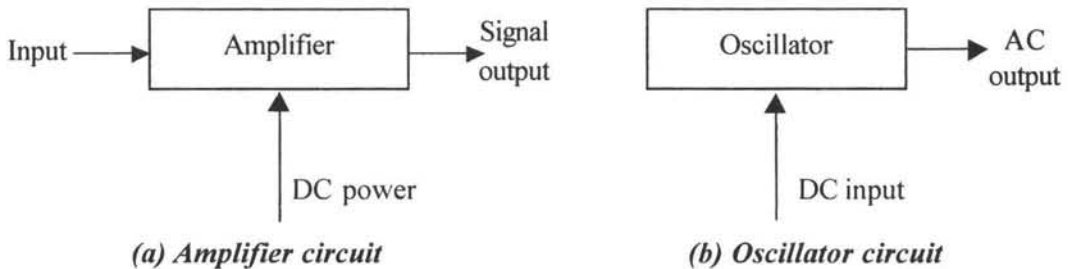 Input
Amplifier
Signal
output
DC power
(a) Amplifier circuit
Oscillator
AC
output
DC input
(b) Oscillator circuit